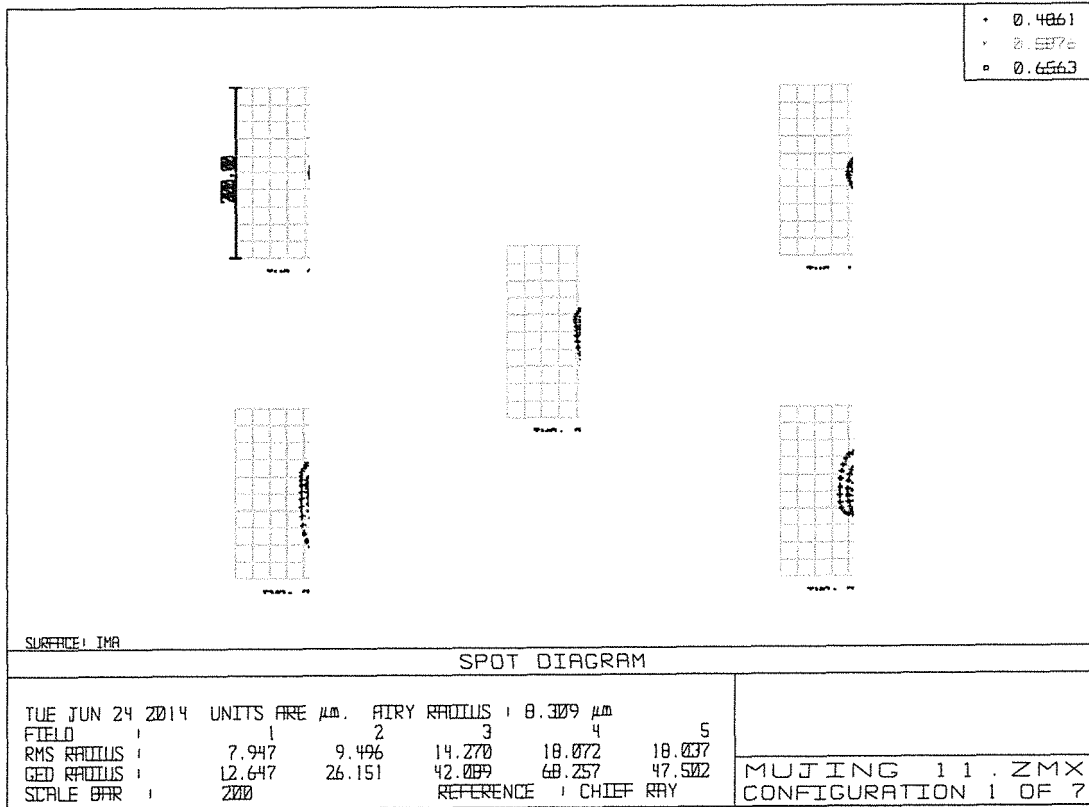 0.4861
0.5876
0.6563
200.00
SURFACE: IMA
SPOT DIAGRAM
TUE JUN 24 2014 UNITS ARE µm. AIRY RADIUS : 8.309 µm
FIELD : 1 2 3 4 5
RMS RADIUS : 7.947 9.496 14.270 18.072 18.037
GEO RADIUS : 12.647 26.151 42.089 68.257 47.502
SCALE BAR : 200 REFERENCE : CHIEF RAY
MUJING 11.ZMX
CONFIGURATION 1 OF 7